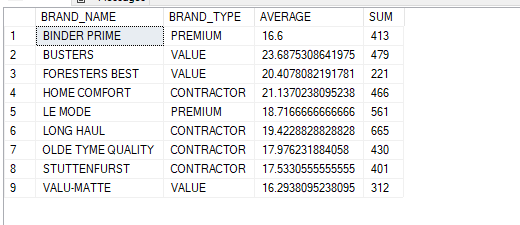 BRAND_NAME BRAND_TYPE AVERAGE SUM
1 BINDER PRIME PREMIUM 16.6 413
2 BUSTERS VALUE 23.6875308641975 479
3 FORESTERS BEST VALUE 20.4078082191781 221
4 HOME COMFORT CONTRACTOR 21.1370238095238 466
5 LE MODE PREMIUM 18.7166666666666 561
6 LONG HAUL CONTRACTOR 19.4228828828828 665
7 OLDE TYME QUALITY CONTRACTOR 17.976231884058 430
8 STUTTENFURST CONTRACTOR 17.5330555555555 401
9 VALU-MATTE VALUE 16.2938095238095 312